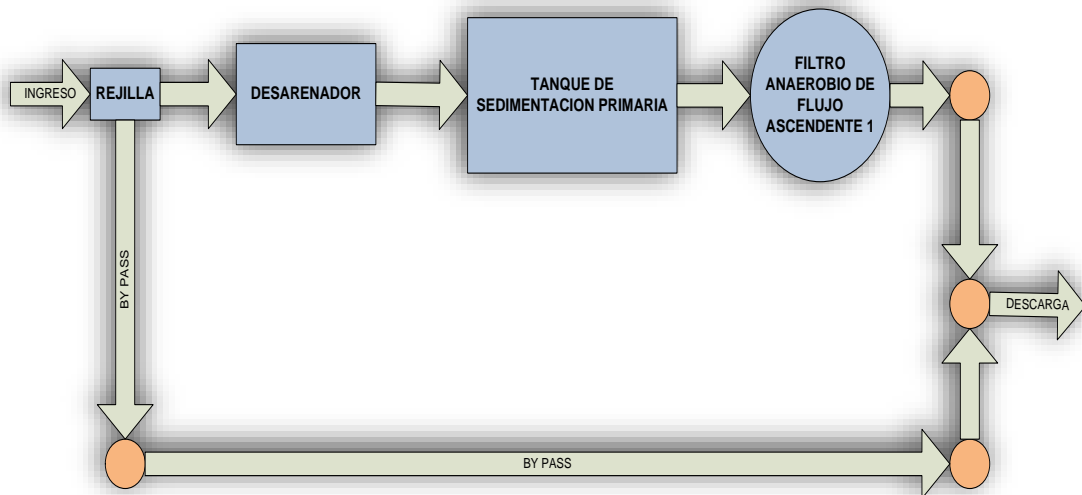 INGRESO
REJILLA
DESARENADOR
TANQUE DE
SEDIMENTACION PRIMARIA
FILTRO
ANAEROBIO DE
FLUJO
ASCENDENTE 1
BY PASS
DESCARGA
BY PASS